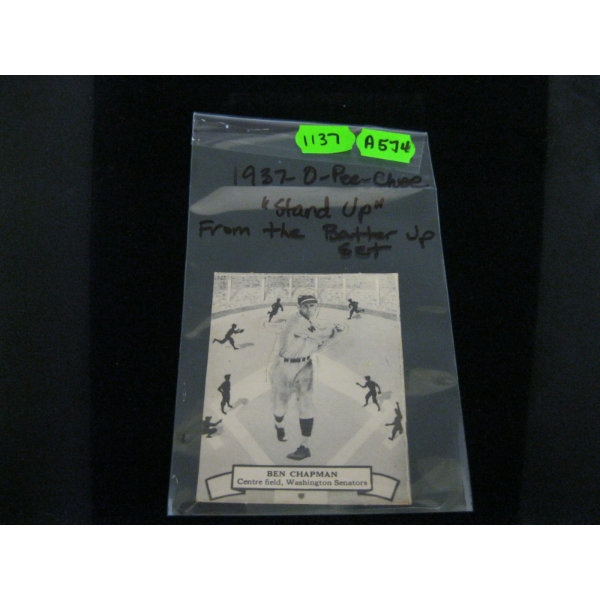 1137 A574
1937-O-Pee-Chee
"Stand Up"
From the Batter Up
Set
BEN CHAPMAN
Centre field, Washington Senators